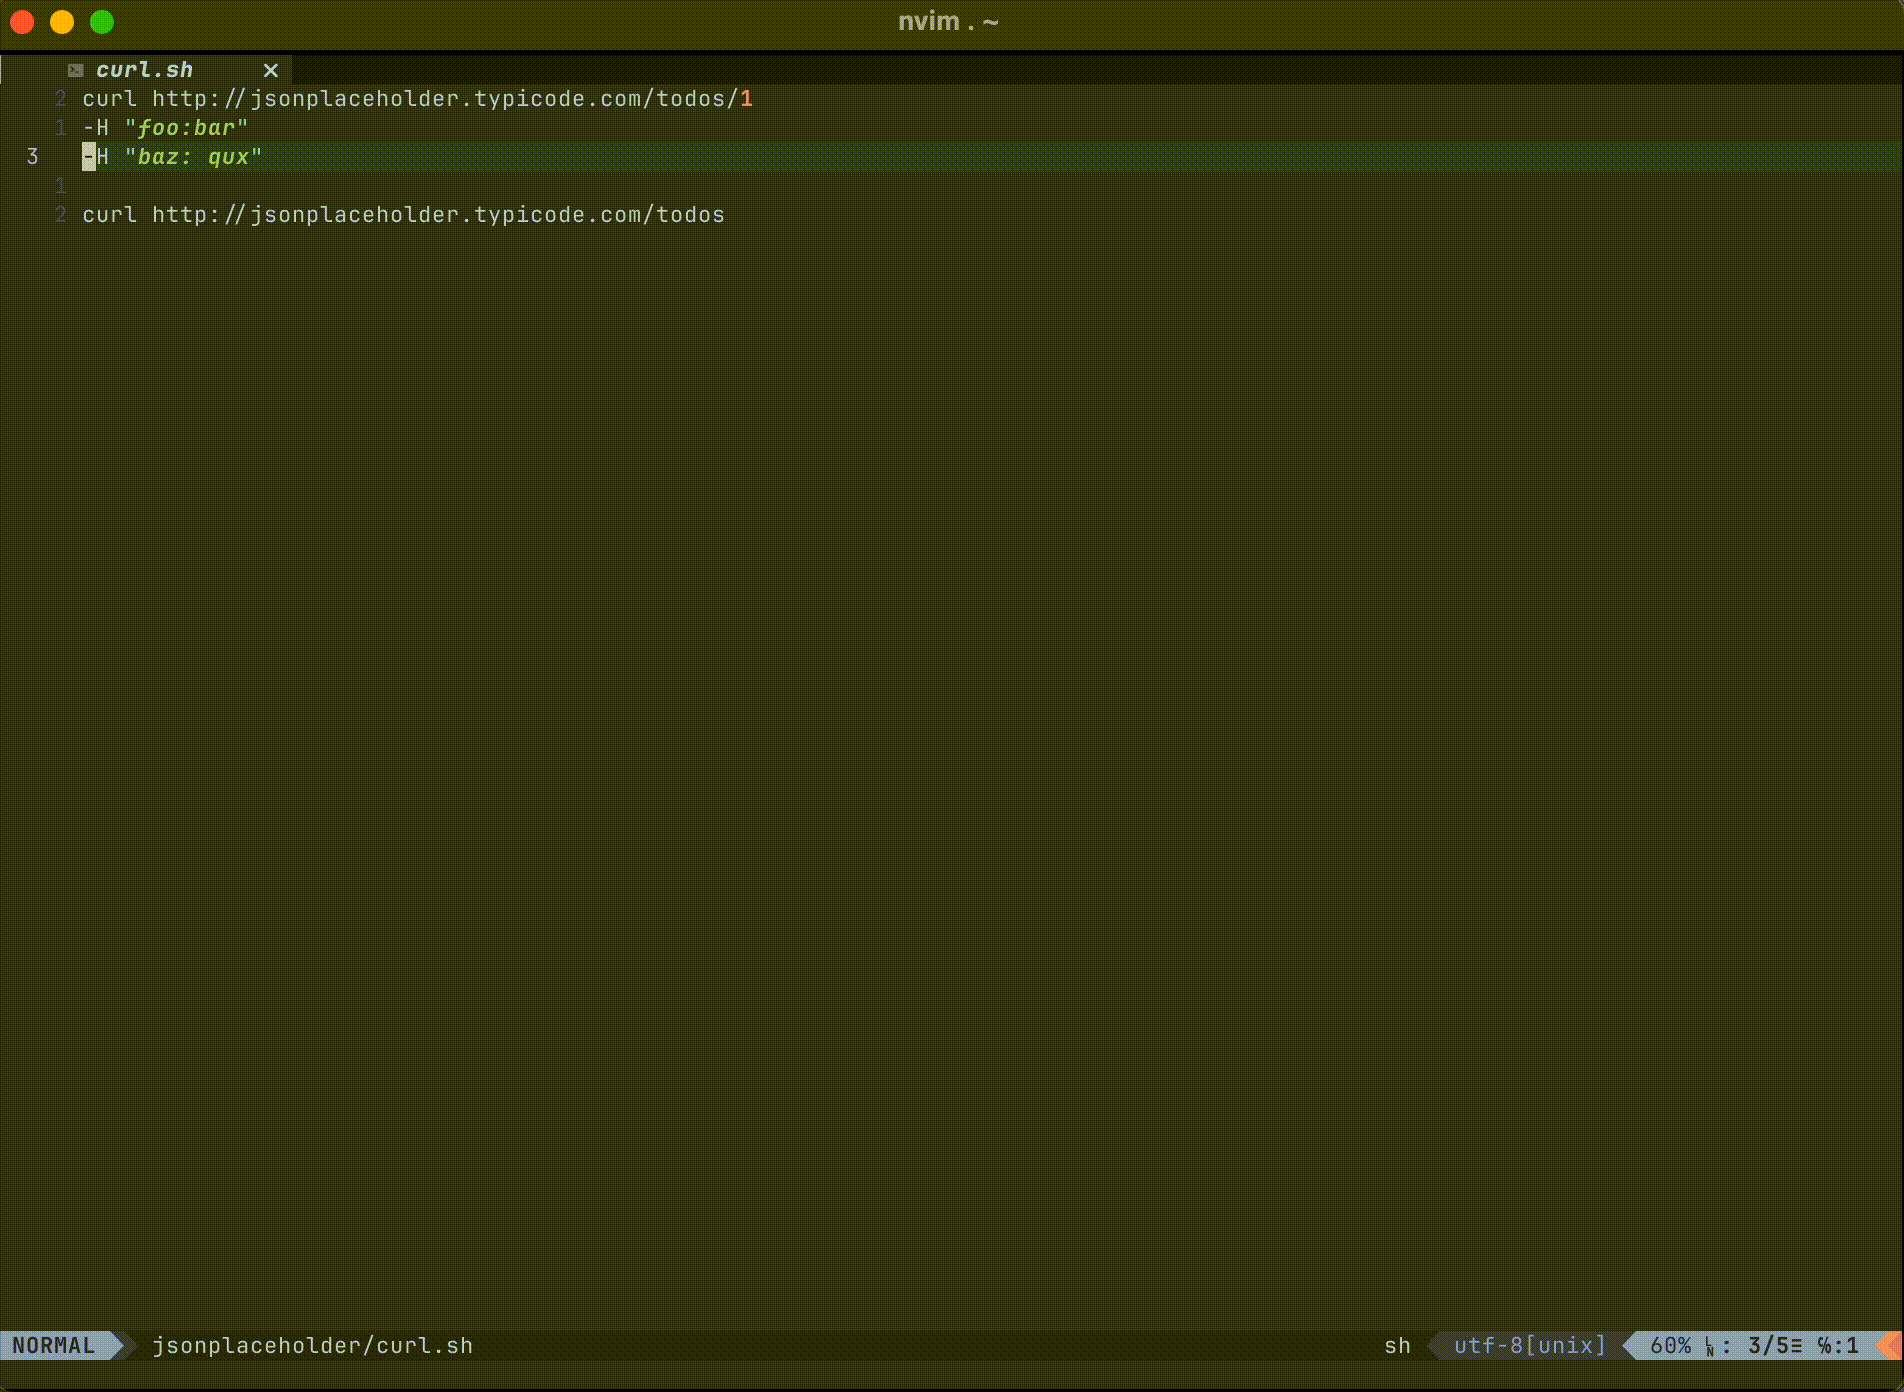 nvim . ~
curl.sh ✕
2 curl http://jsonplaceholder.typicode.com/todos/1
1 -H "foo:bar"
3 -H "baz: qux"
1
2 curl http://jsonplaceholder.typicode.com/todos
NORMAL jsonplaceholder/curl.sh sh utf-8[unix] 60% ␊: 3/5≡ ℅:1